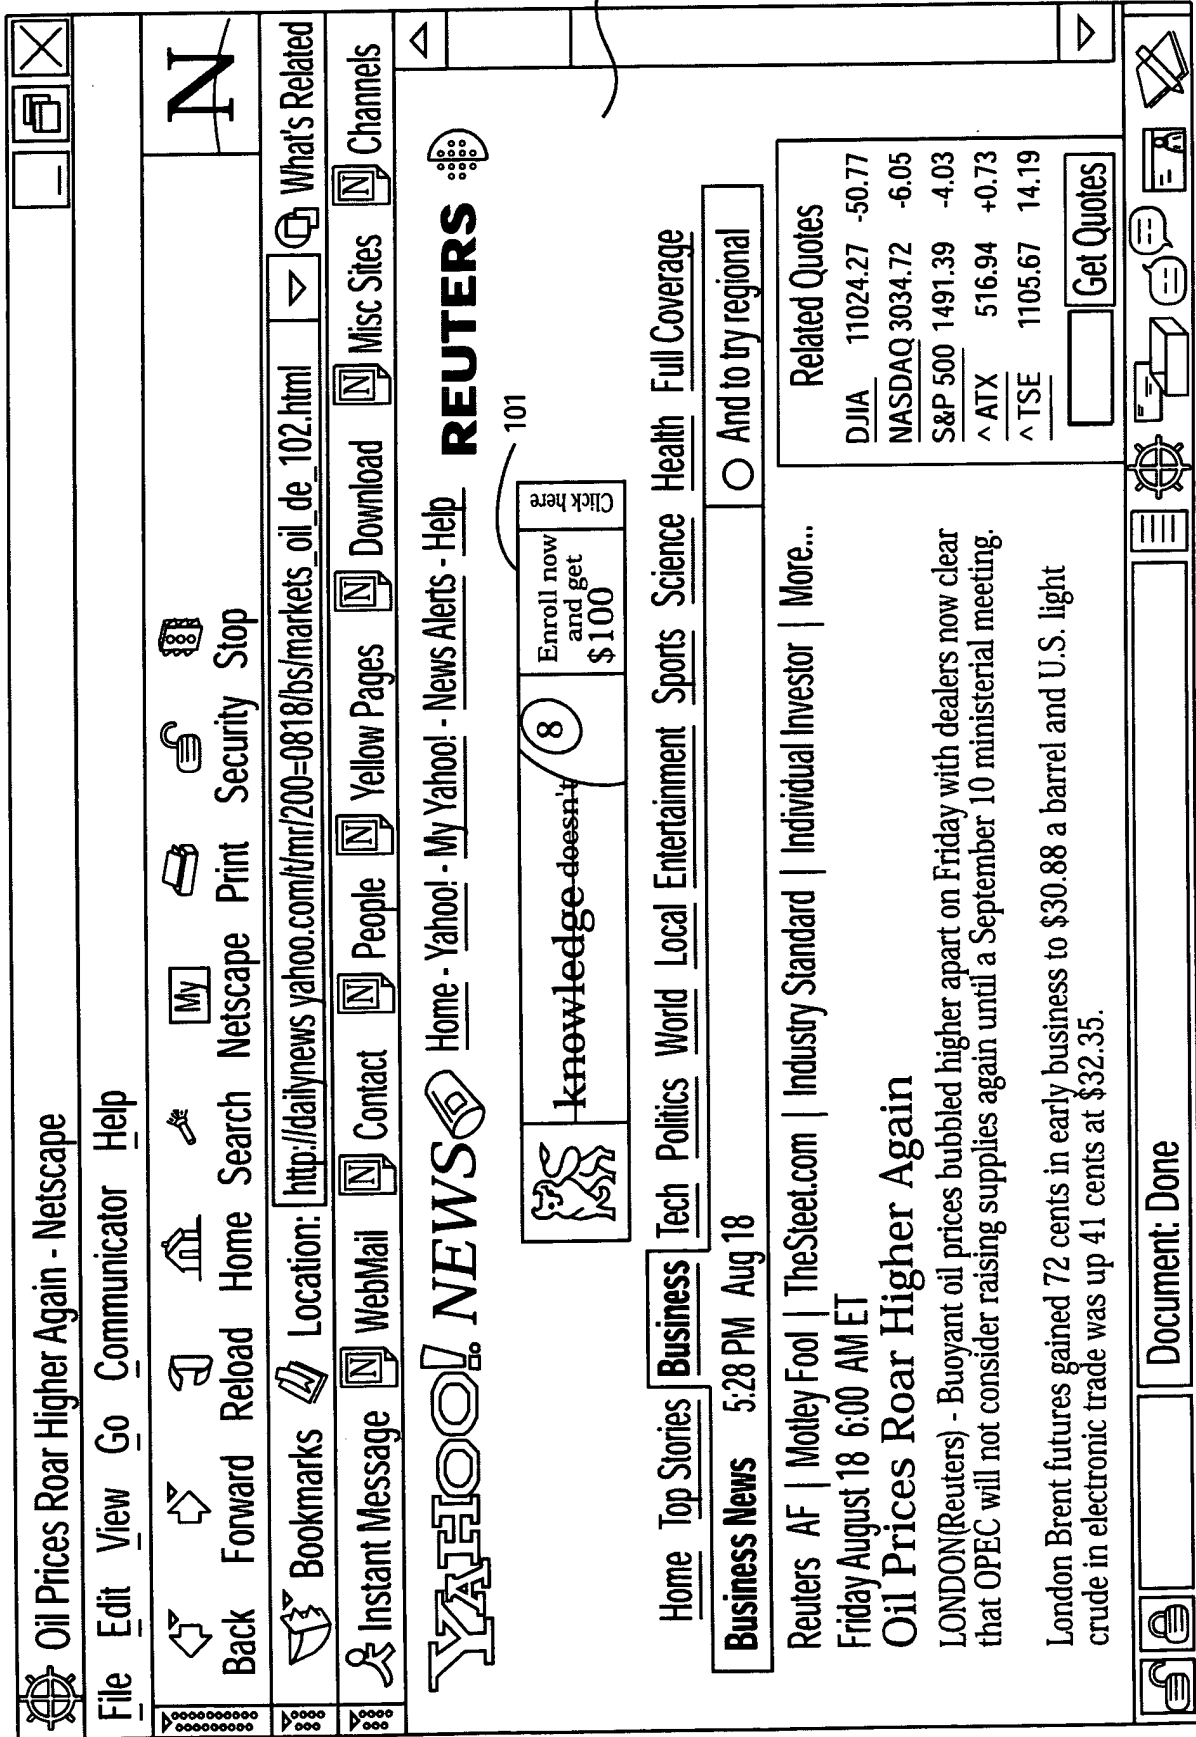 Oil Prices Roar Higher Again - Netscape
File Edit View Go Communicator Help
N
My
Back Forward Reload Home Search Netscape Print Security Stop
Bookmarks Location: http://dailynews yahoo.com/t/mr/200=0818/bs/markets_oil_de_102.html What's Related
Instant Message N WebMail N Contact N People N Yellow Pages N Download N Misc Sites N Channels
YAHOO! NEWS Home - Yahoo! - My Yahoo! - News Alerts - Help REUTERS
101
knowledge doesn't 8 Enroll now and get $100 Click here
Home Top Stories Business Tech Politics World Local Entertainment Sports Science Health Full Coverage
Business News 5:28 PM Aug 18 And to try regional
Reuters AF | Motley Fool | TheSteet.com | Industry Standard | Individual Investor | More...
Friday August 18 6:00 AM ET
Oil Prices Roar Higher Again
LONDON(Reuters) - Buoyant oil prices bubbled higher apart on Friday with dealers now clear
that OPEC will not consider raising supplies again until a September 10 ministerial meeting.
London Brent futures gained 72 cents in early business to $30.88 a barrel and U.S. light
crude in electronic trade was up 41 cents at $32.35.
Related Quotes
DJIA 11024.27 -50.77
NASDAQ 3034.72 -6.05
S&P 500 1491.39 -4.03
^ ATX 516.94 +0.73
^ TSE 1105.67 14.19
Get Quotes
Document: Done